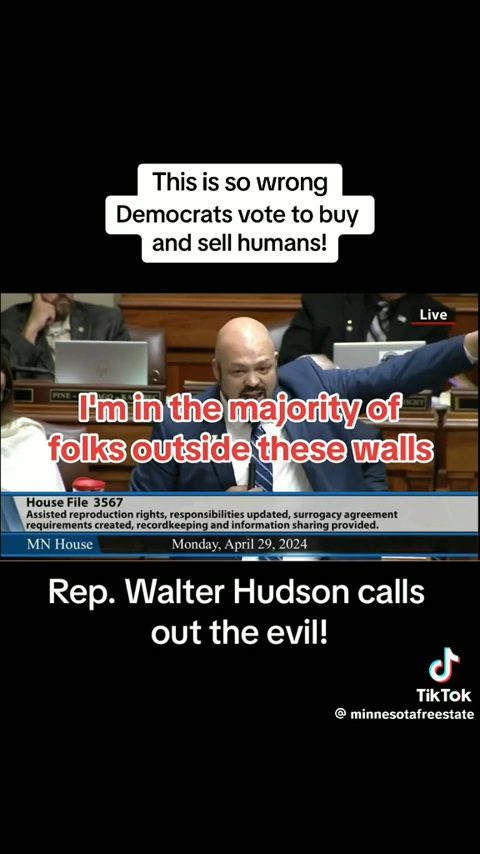 This is so wrong
Democrats vote to buy
and sell humans!
Live
I'm in the majority of
folks outside these walls
House File 3567
Assisted reproduction rights, responsibilities updated, surrogacy agreement
requirements created, recordkeeping and information sharing provided.
MN House
Monday, April 29, 2024
Rep. Walter Hudson calls
out the evil!
TikTok
@ minnesotafreestate